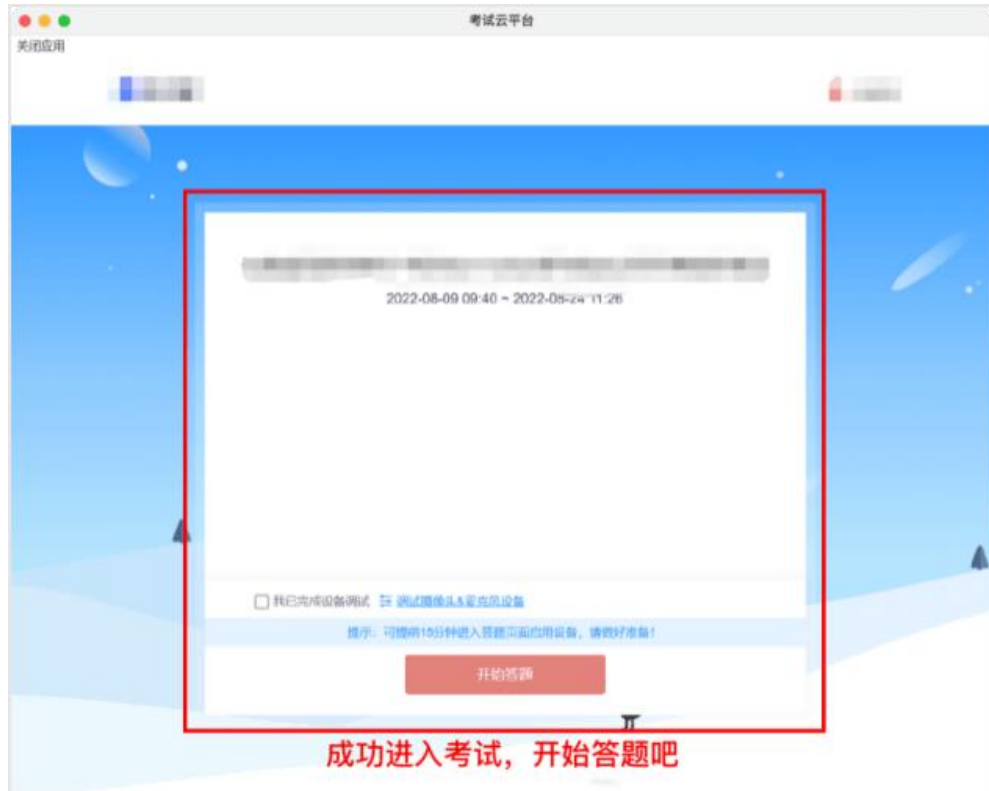 考试云平台
关闭应用
2022-08-09 09:40 ~ 2022-08-24 11:26
我已完成设备调试 调试摄像头&麦克风设备
提示：可提前15分钟进入答题页面启用设备，请做好准备！
开始答题
成功进入考试，开始答题吧